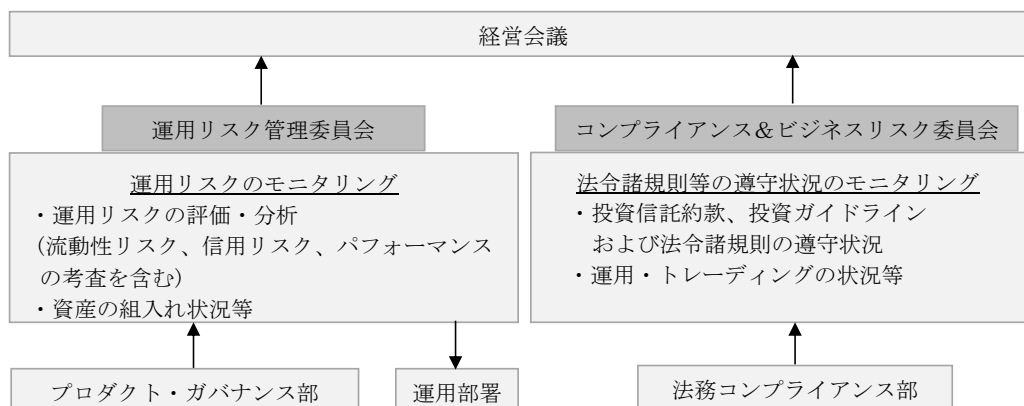 経営会議
運用リスク管理委員会
運用リスクのモニタリング
・運用リスクの評価・分析
(流動性リスク、信用リスク、パフォーマンス
の考査を含む)
・資産の組入れ状況等
プロダクト・ガバナンス部
運用部署
コンプライアンス＆ビジネスリスク委員会
法令諸規則等の遵守状況のモニタリング
・投資信託約款、投資ガイドライン
および法令諸規則の遵守状況
・運用・トレーディングの状況等
法務コンプライアンス部